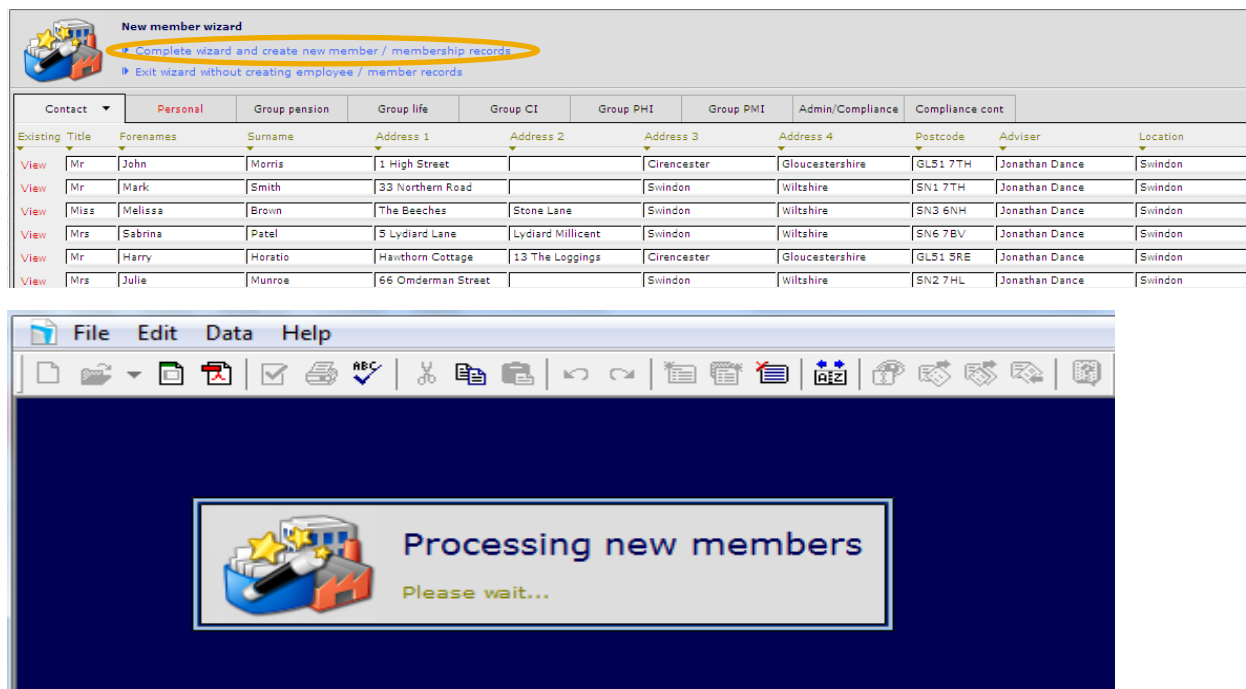 New member wizard
Complete wizard and create new member / membership records
Exit wizard without creating employee / member records
Contact Personal Group pension Group life Group CI Group PHI Group PMI Admin/Compliance Compliance cont
Existing Title Forenames Surname Address 1 Address 2 Address 3 Address 4 Postcode Adviser Location
View Mr John Morris 1 High Street Cirencester Gloucestershire GL51 7TH Jonathan Dance Swindon
View Mr Mark Smith 33 Northern Road Swindon Wiltshire SN1 7TH Jonathan Dance Swindon
View Miss Melissa Brown The Beeches Stone Lane Swindon Wiltshire SN3 6NH Jonathan Dance Swindon
View Mrs Sabrina Patel 5 Lydiard Lane Lydiard Millicent Swindon Wiltshire SN6 7BV Jonathan Dance Swindon
View Mr Harry Horatio Hawthorn Cottage 13 The Loggings Cirencester Gloucestershire GL51 5RE Jonathan Dance Swindon
View Mrs Julie Munroe 66 Omderman Street Swindon Wiltshire SN2 7HL Jonathan Dance Swindon
File Edit Data Help
ABC
A Z
Processing new members
Please wait...